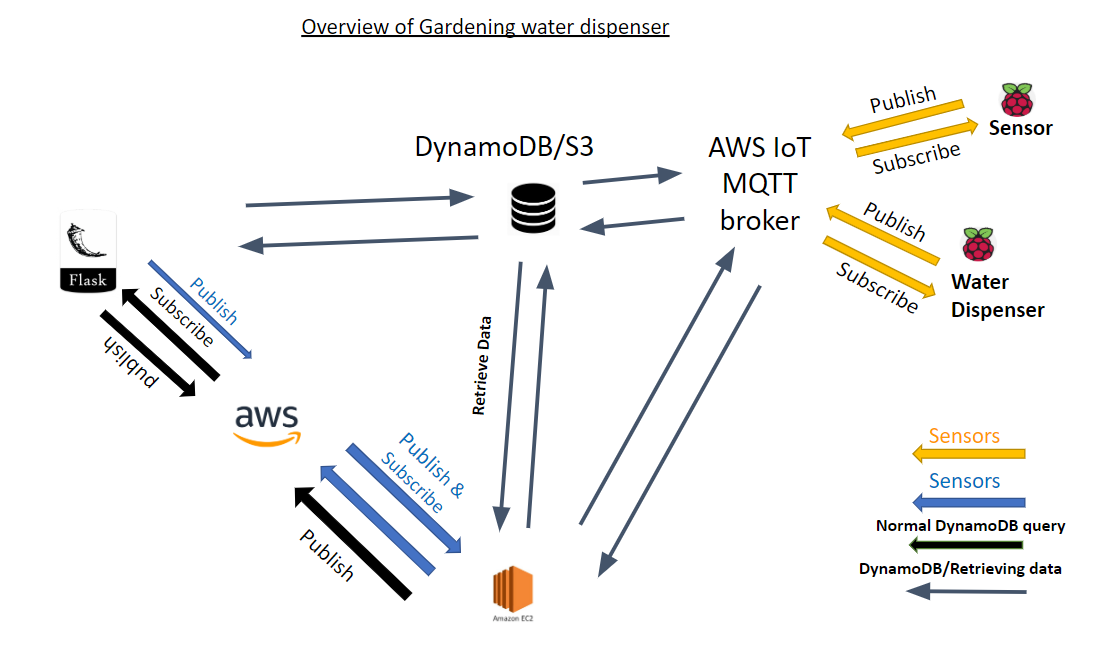 Overview of Gardening water dispenser
Publish
Sensor
Subscribe
DynamoDB/S3
AWS IoT
MQTT
broker
Publish
Subscribe
Water
Dispenser
Flask
Publish
Subscribe
publish
aws
Retrieve Data
Publish &
Subscribe
Publish
Amazon EC2
Sensors
Sensors
Normal DynamoDB query
DynamoDB/Retrieving data